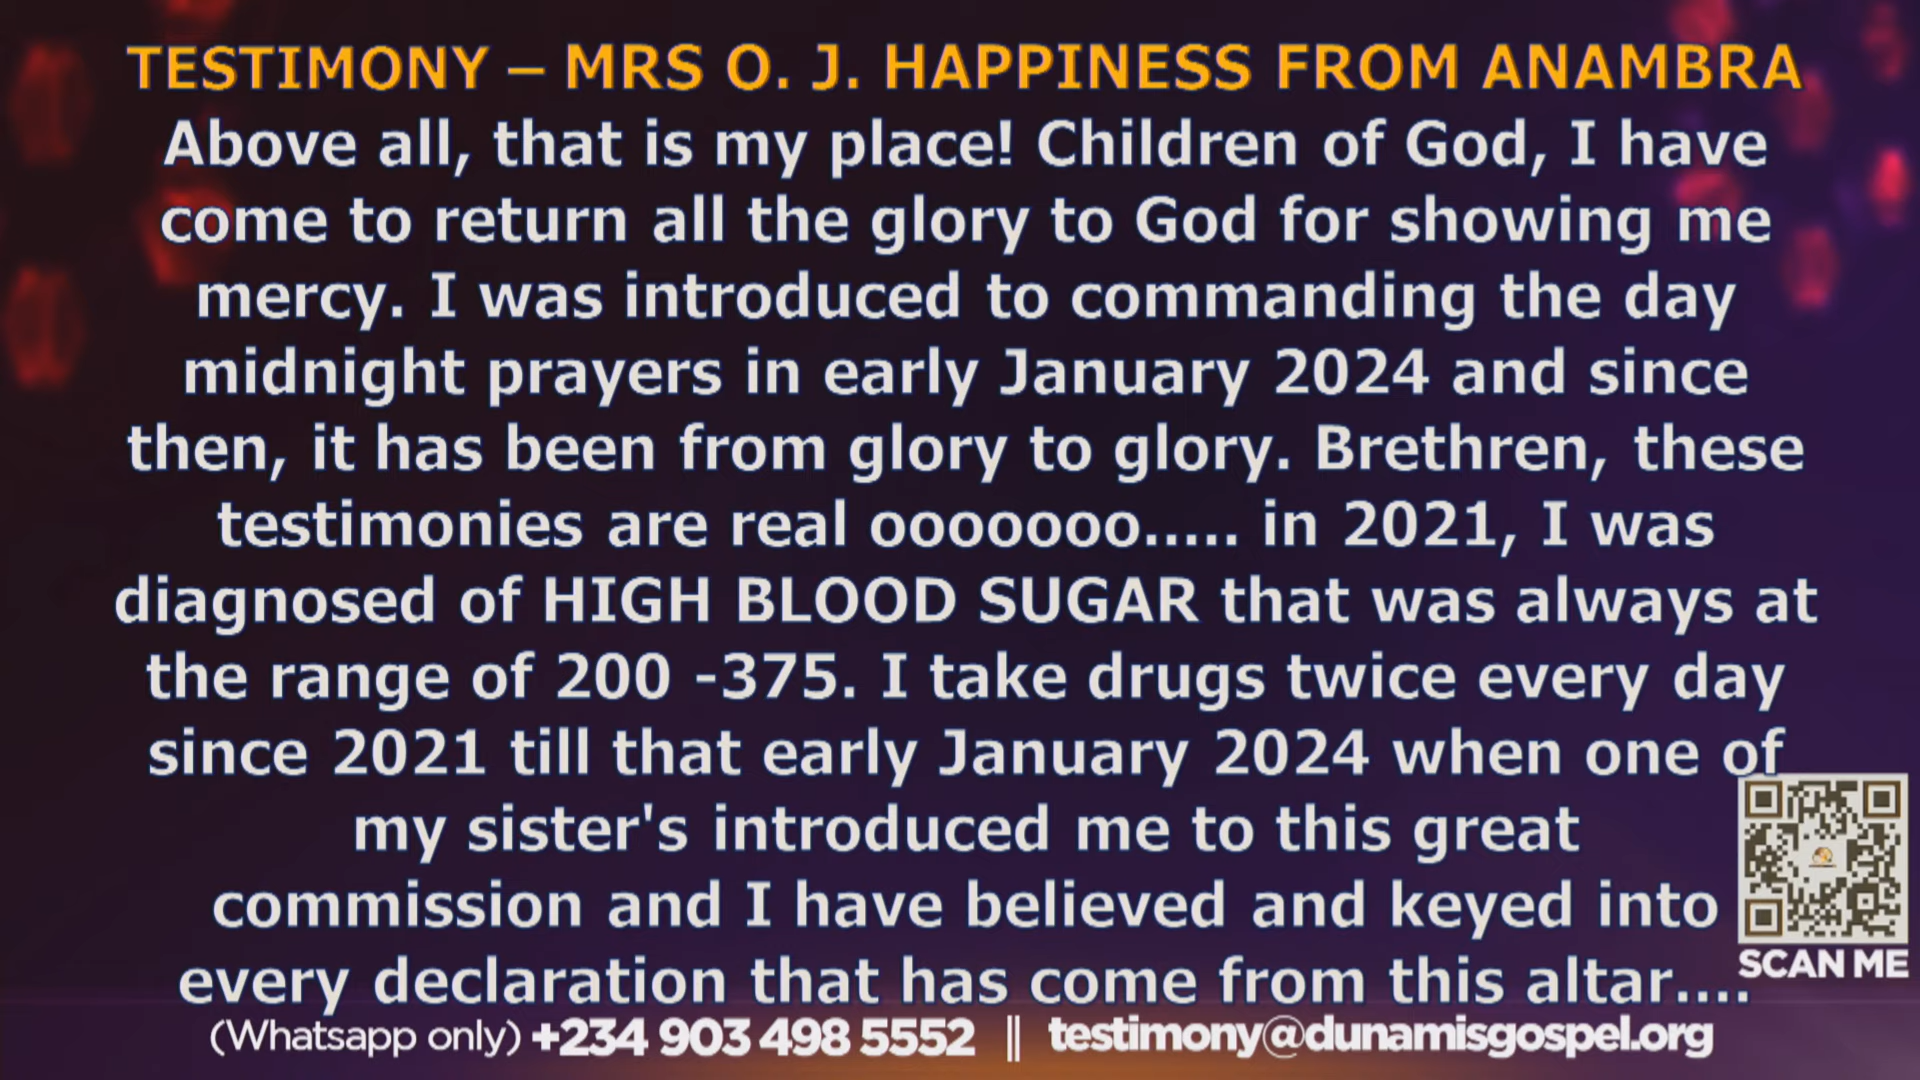 TESTIMONY – MRS O. J. HAPPINESS FROM ANAMBRA
Above all, that is my place! Children of God, I have
come to return all the glory to God for showing me
mercy. I was introduced to commanding the day
midnight prayers in early January 2024 and since
then, it has been from glory to glory. Brethren, these
testimonies are real ooooooo..... in 2021, I was
diagnosed of HIGH BLOOD SUGAR that was always at
the range of 200 -375. I take drugs twice every day
since 2021 till that early January 2024 when one of
my sister's introduced me to this great
commission and I have believed and keyed into
every declaration that has come from this altar....
SCAN ME
(Whatsapp only) +234 903 498 5552 || testimony@dunamisgospel.org